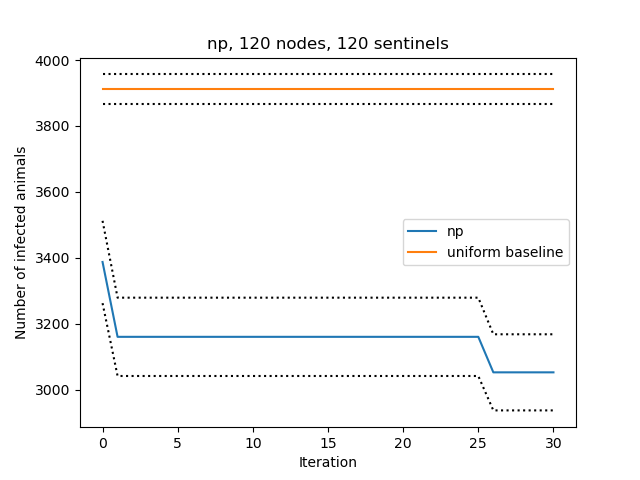 np, 120 nodes, 120 sentinels
4000
3800
3600
3400
3200
3000
Number of infected animals
np
uniform baseline
0
5
10
15
20
25
30
Iteration